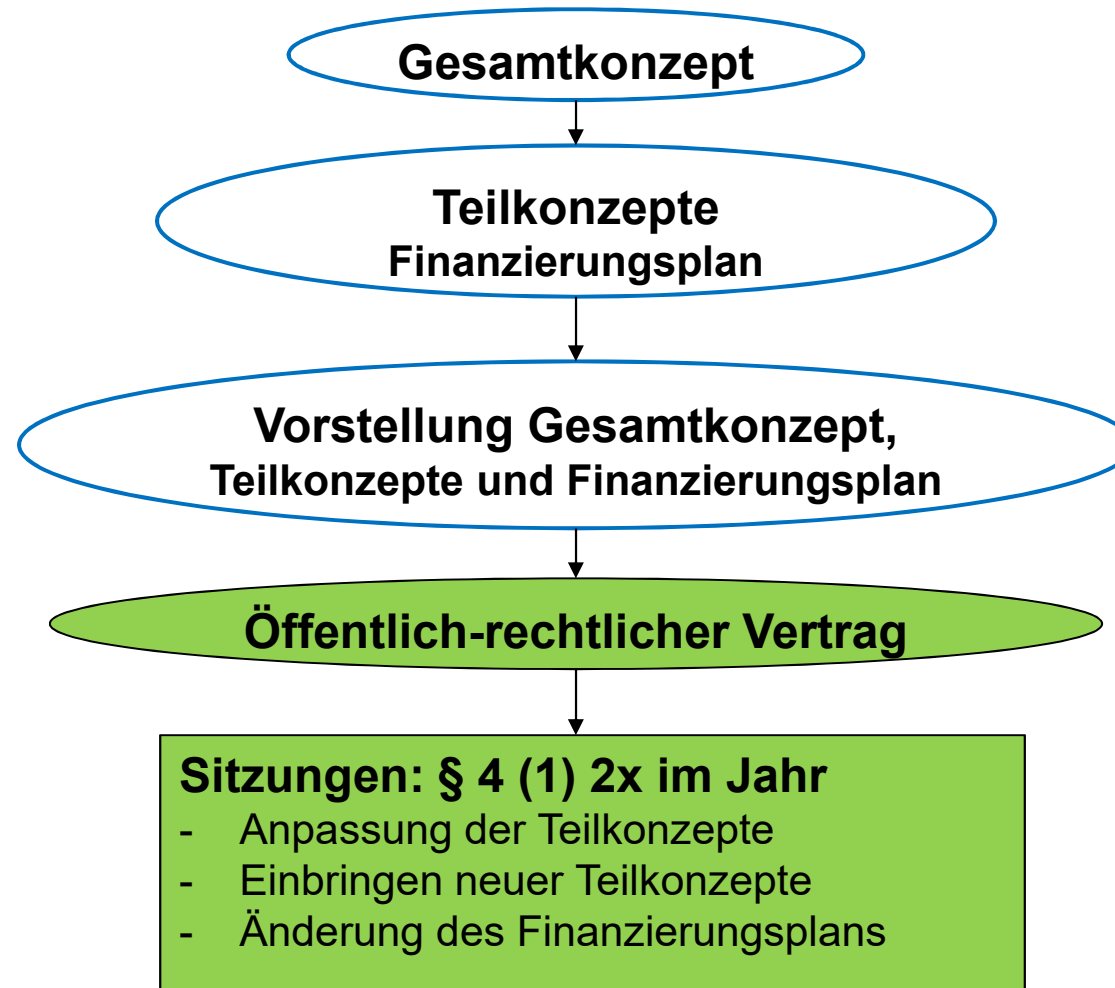 Gesamtkonzept
Teilkonzepte
Finanzierungsplan
Vorstellung Gesamtkonzept,
Teilkonzepte und Finanzierungsplan
Öffentlich-rechtlicher Vertrag
Sitzungen: § 4 (1) 2x im Jahr
- Anpassung der Teilkonzepte
- Einbringen neuer Teilkonzepte
- Änderung des Finanzierungsplans